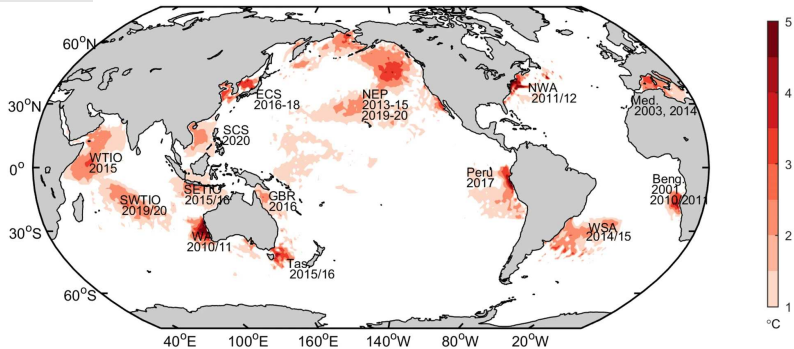 60°N
30°N
0°
30°S
60°S
40°E
100°E
160°E
140°W
80°W
20°W
ECS
2016-18
NEP
2013-15
2019-20
NWA
2011/12
Med.
2003, 2014
SCS
2020
WTIO
2015
SWTIO
2019/20
SETIO
2015/16
GBR
2016
WA
2010/11
Tas.
2015/16
Peru
2017
Beng.
2001
2010/2011
WSA
2014/15
5
4
3
2
1
°C